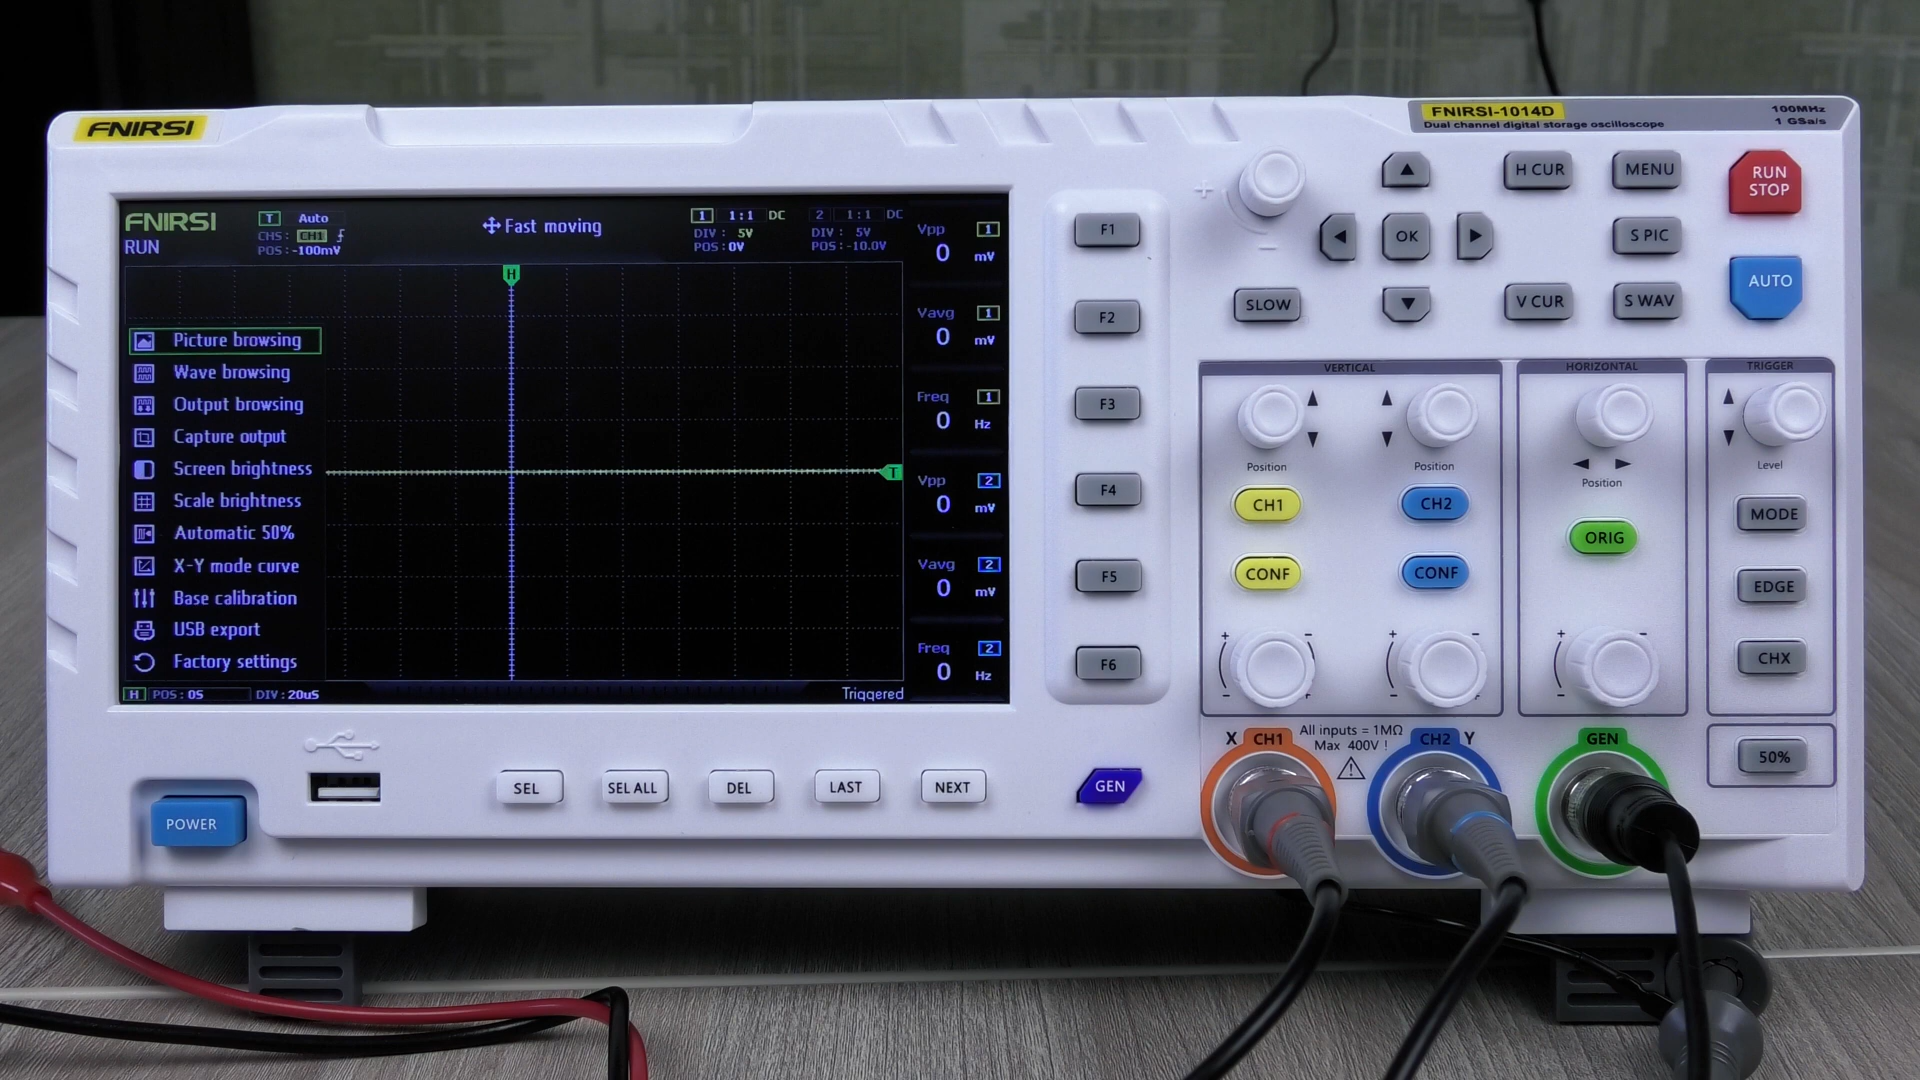 FNIRSI
FNIRSI-1014D
Dual channel digital storage oscilloscope
100MHz
1 GSa/s
FNIRSI
RUN
T Auto
CHS: CH1
POS:-100mV
Fast moving
1 1:1 DC
DIV: 5V
POS:0V
2 1:1 DC
DIV: 5V
POS:-10.0V
Vpp 1
0 mV
Vavg 1
0 mV
Freq 1
0 Hz
Vpp 2
0 mV
Vavg 2
0 mV
Freq 2
0 Hz
H
T
Picture browsing
Wave browsing
Output browsing
Capture output
Screen brightness
Scale brightness
Automatic 50%
X-Y mode curve
Base calibration
USB export
Factory settings
H POS:0S DIV:20uS
Triggered
F1
F2
F3
F4
F5
F6
+
−
SLOW
OK
H CUR
MENU
S PIC
V CUR
S WAV
RUN
STOP
AUTO
VERTICAL
Position
Position
CH1
CH2
CONF
CONF
+ − + −
− + − +
HORIZONTAL
Position
ORIG
+ −
−
TRIGGER
Level
MODE
EDGE
CHX
50%
POWER
SEL
SEL ALL
DEL
LAST
NEXT
GEN
X CH1
All inputs = 1MΩ
Max 400V !
CH2 Y
GEN